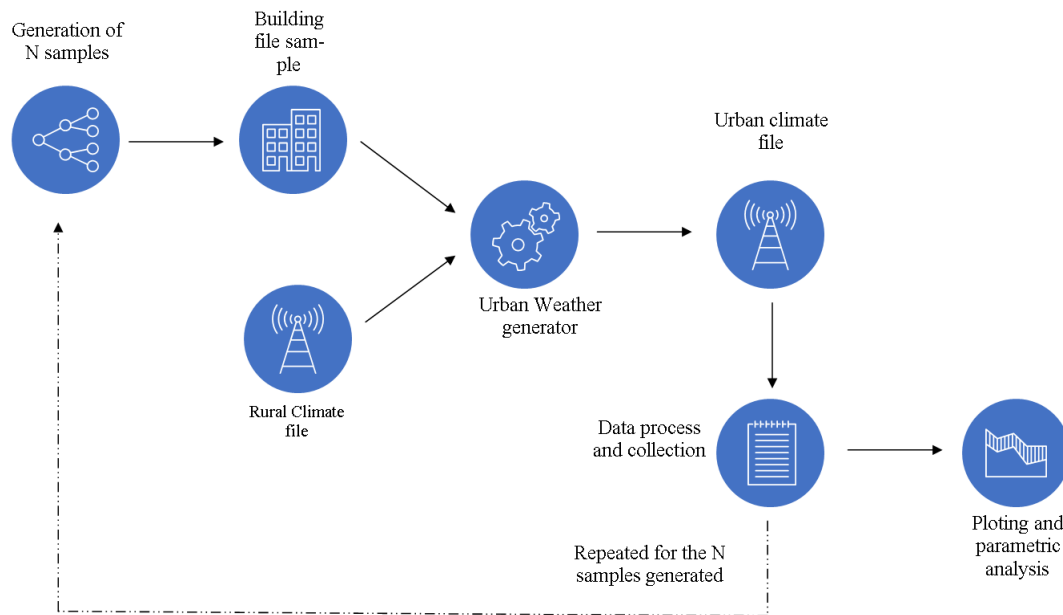 Generation of
N samples
Building
file sam-
ple
Urban climate
file
Urban Weather
generator
Rural Climate
file
Data process
and collection
Ploting and
parametric
analysis
Repeated for the N
samples generated